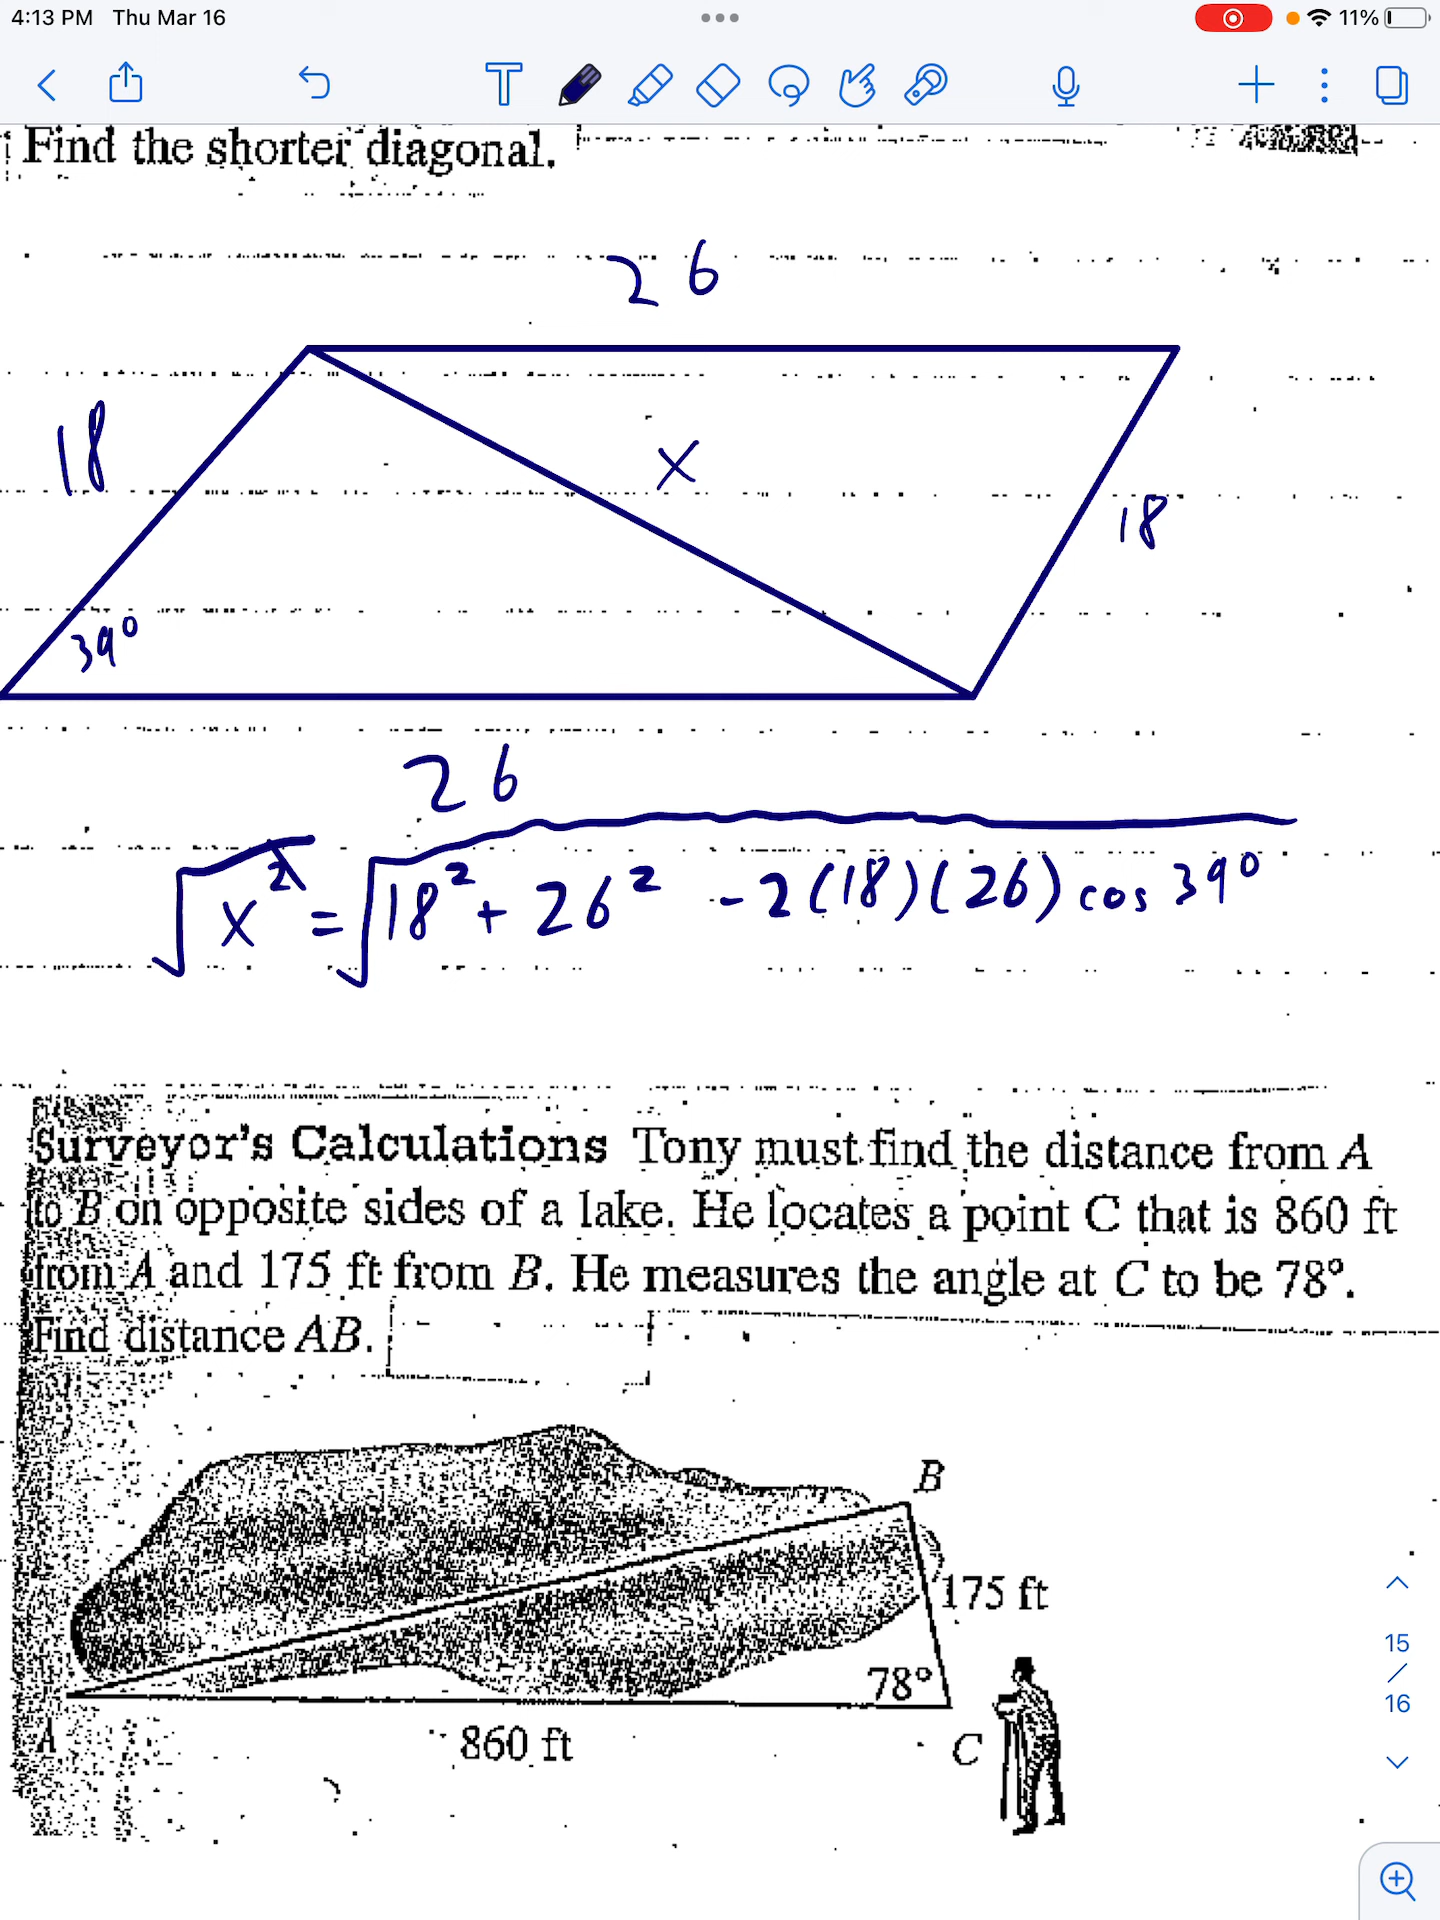 4:13 PM Thu Mar 16
11%
T
Find the shorter diagonal.
26
18
x
18
39°
26
√x² = √18² + 26² - 2(18)(26) cos 39°
Surveyor's Calculations Tony must find the distance from A
to B on opposite sides of a lake. He locates a point C that is 860 ft
from A and 175 ft from B. He measures the angle at C to be 78°.
Find distance AB.
B
175 ft
78°
A
860 ft
C
15
/
16